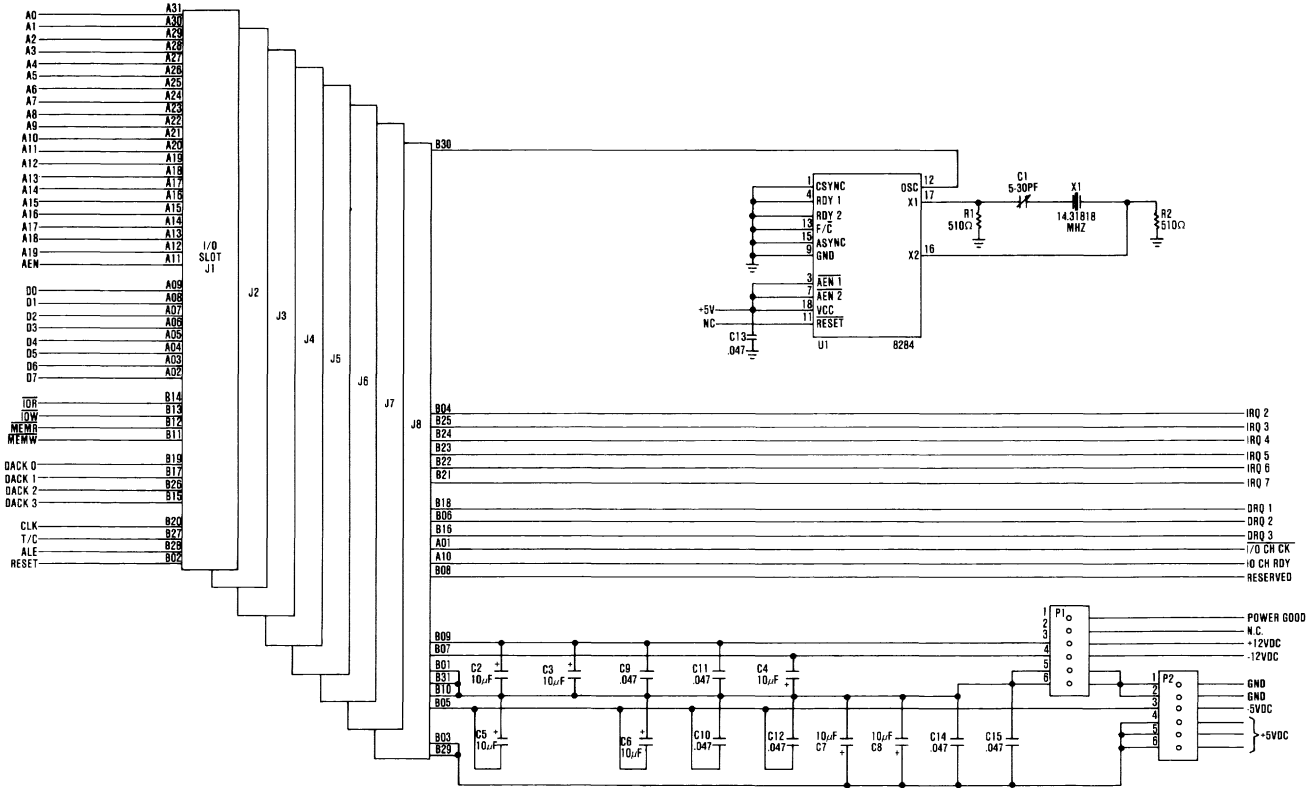 A0 A31
A1 A30
A2 A29
A3 A28
A4 A27
A5 A26
A6 A25
A7 A24
A8 A23
A9 A22
A10 A21
A11 A20
A12 A19
A13 A18
A14 A17
A15 A16
A16 A15
A17 A14
A18 A13
A19 A12
AEN A11
D0 A09
D1 A08
D2 A07
D3 A06
D4 A05
D5 A04
D6 A03
D7 A02
IOR B14
IOW B13
MEMR B12
MEMW B11
DACK 0 B19
DACK 1 B17
DACK 2 B26
DACK 3 B15
CLK B20
T/C B27
ALE B28
RESET B02
I/O
SLOT
J1
J2
J3
J4
J5
J6
J7
J8
B30
1 CSYNC
4 RDY 1
RDY 2
13 F/C
15 ASYNC
9 GND
3 AEN 1
7 AEN 2
+5V 18 VCC
NC 11 RESET
C13
.047
U1 8284
OSC 12
X1 17
X2 16
R1
510Ω
C1
5-30PF
X1
14.31818
MHZ
R2
510Ω
B04 IRQ 2
B25 IRQ 3
B24 IRQ 4
B23 IRQ 5
B22 IRQ 6
B21 IRQ 7
B18 DRQ 1
B06 DRQ 2
B16 DRQ 3
A01 I/O CH CK
A10 IO CH RDY
B08 RESERVED
B09
B07
B01
B31
B10
B05
B03
B29
C2 +
10µF
C3 +
10µF
C9
.047
C11
.047
C4
10µF +
C5 +
10µF
C6 +
10µF
C10
.047
C12
.047
10µF
C7 +
10µF
C8 +
C14
.047
C15
.047
P1
1 POWER GOOD
2 N.C.
3 +12VDC
4 -12VDC
5
6
P2
1 GND
2 GND
3 -5VDC
4
5 +5VDC
6